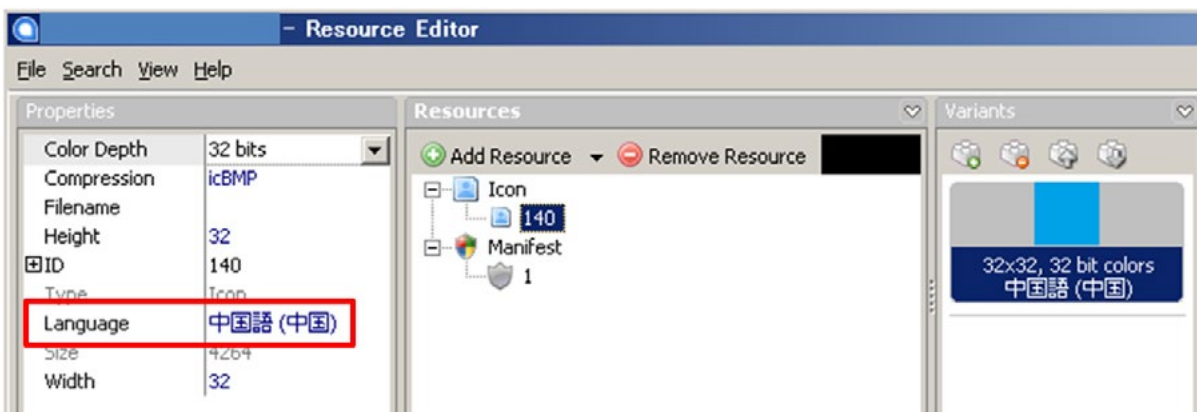 - Resource Editor
File Search View Help
Properties
Color Depth 32 bits
Compression icBMP
Filename
Height 32
ID 140
Type Icon
Language 中国語 (中国)
Size 4264
Width 32
Resources
Add Resource Remove Resource
Icon
140
Manifest
1
Variants
32x32, 32 bit colors
中国語 (中国)